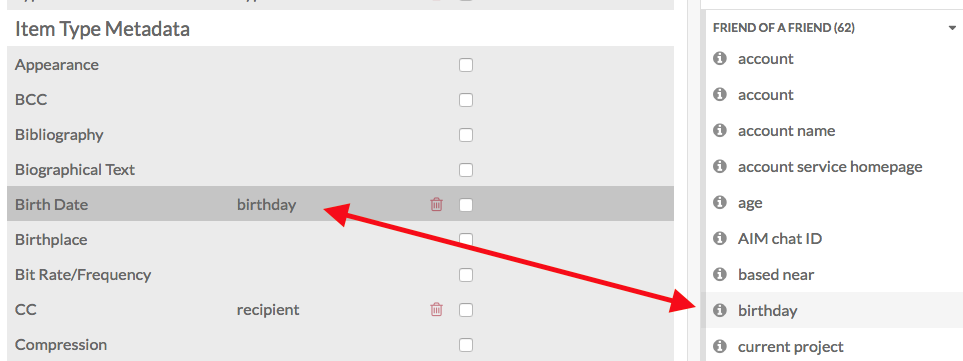 Item Type Metadata
Appearance
BCC
Bibliography
Biographical Text
Birth Date birthday
Birthplace
Bit Rate/Frequency
CC recipient
Compression
FRIEND OF A FRIEND (62)
account
account
account name
account service homepage
age
AIM chat ID
based near
birthday
current project